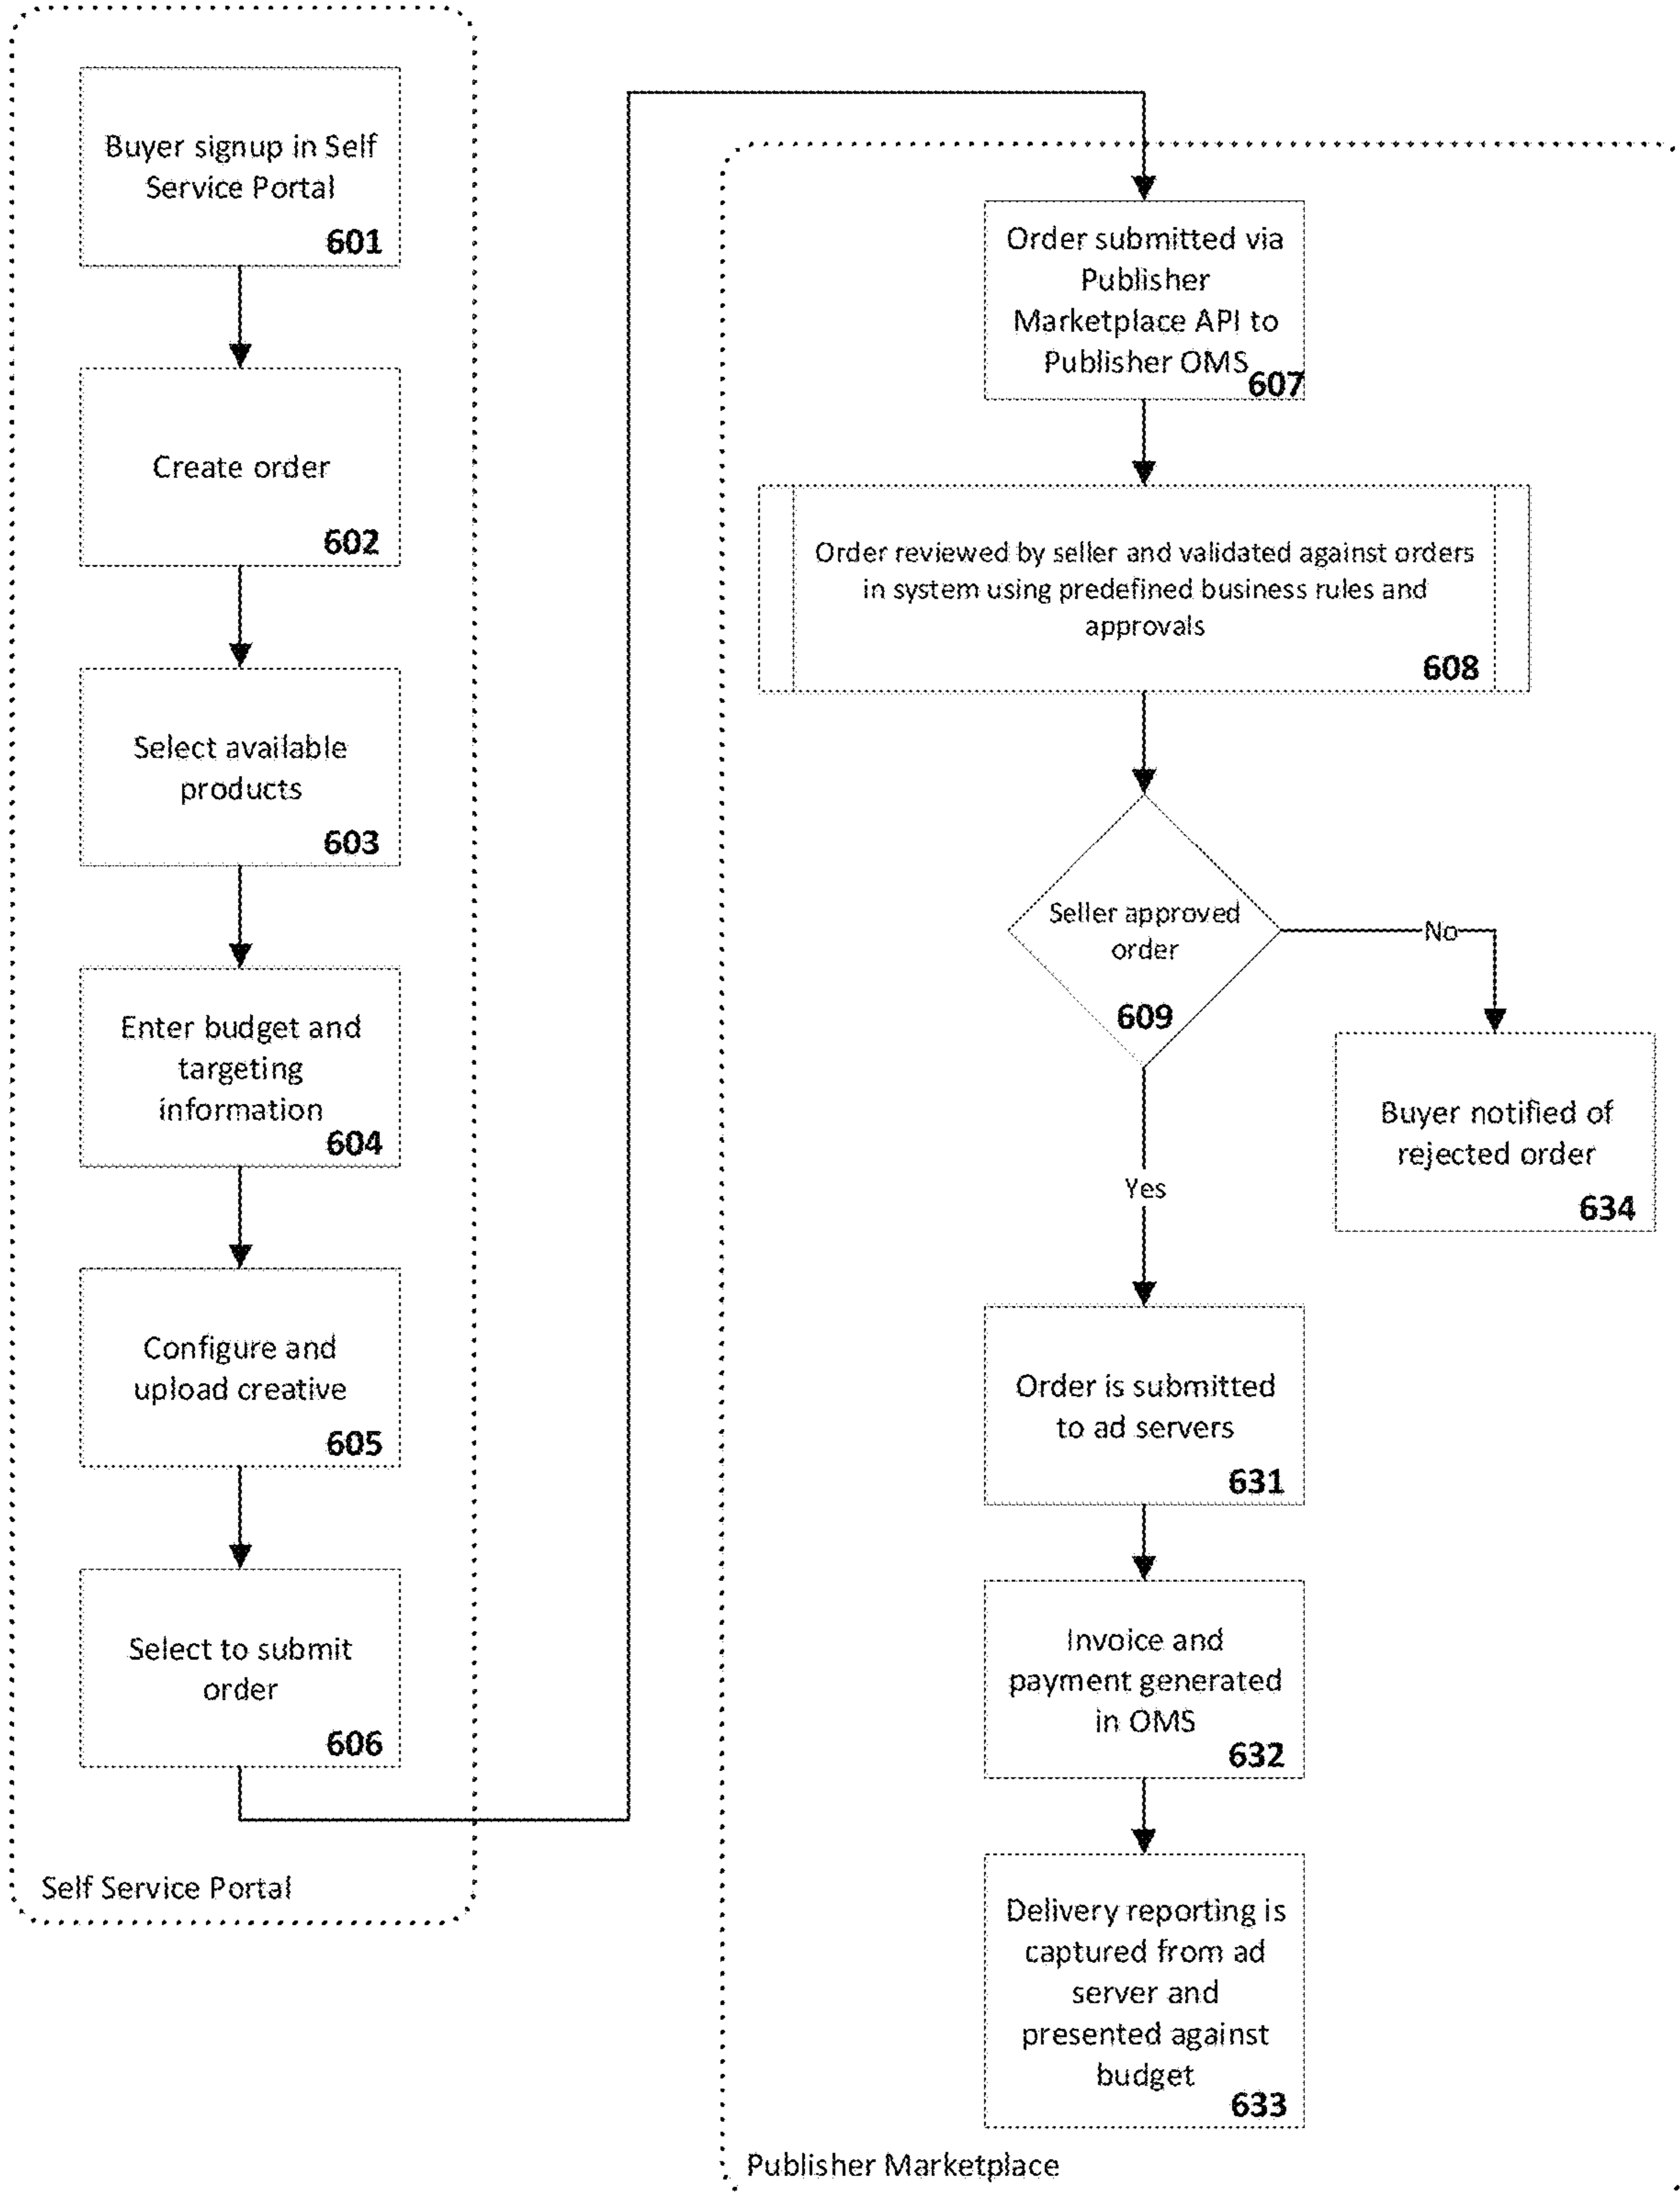 Buyer signup in Self
Service Portal
601
Create order
602
Select available
products
603
Enter budget and
targeting
information
604
Configure and
upload creative
605
Select to submit
order
606
Self Service Portal
Order submitted via
Publisher
Marketplace API to
Publisher OMS
607
Order reviewed by seller and validated against orders
in system using predefined business rules and
approvals
608
Seller approved
order
609
No
Buyer notified of
rejected order
634
Yes
Order is submitted
to ad servers
631
Invoice and
payment generated
in OMS
632
Delivery reporting is
captured from ad
server and
presented against
budget
633
Publisher Marketplace